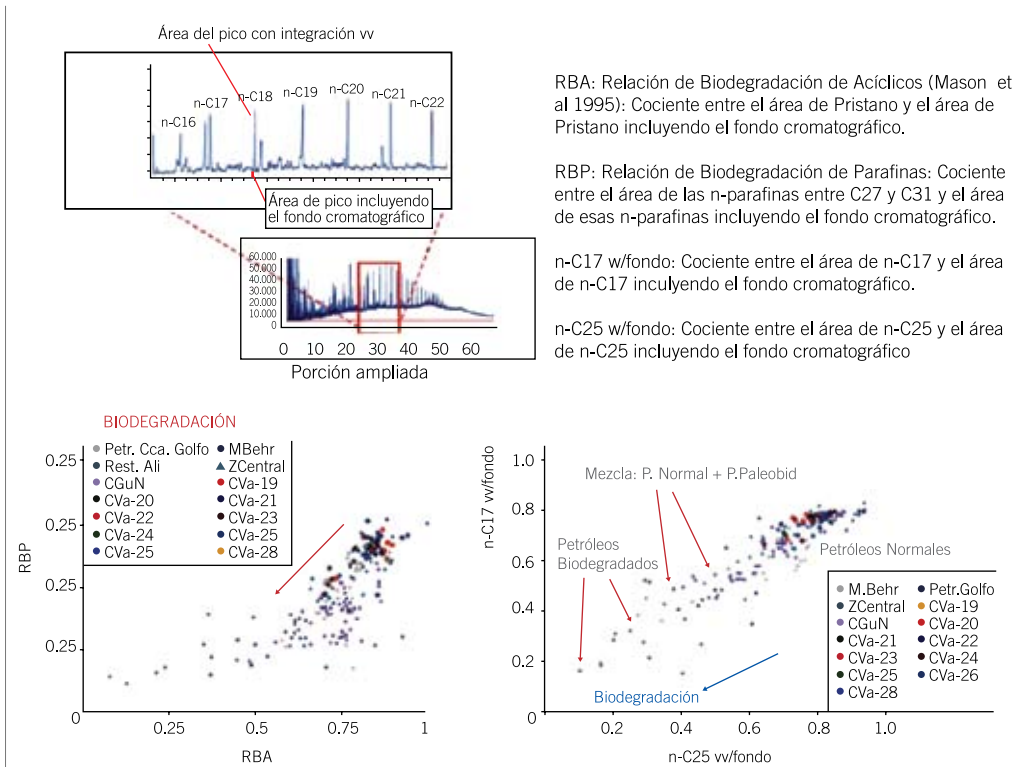 Área del pico con integración vv
n-C16
n-C17
n-C18
n-C19
n-C20
n-C21
n-C22
Área de pico incluyendo
el fondo cromatográfico
60.000
50.000
40.000
30.000
20.000
10.000
0
0 10 20 30 40 50 60
Porción ampliada
RBA: Relación de Biodegradación de Acíclicos (Mason et
al 1995): Cociente entre el área de Pristano y el área de
Pristano incluyendo el fondo cromatográfico.
RBP: Relación de Biodegradación de Parafinas: Cociente
entre el área de las n-parafinas entre C27 y C31 y el área
de esas n-parafinas incluyendo el fondo cromatográfico.
n-C17 w/fondo: Cociente entre el área de n-C17 y el área
de n-C17 inculyendo el fondo cromatográfico.
n-C25 w/fondo: Cociente entre el área de n-C25 y el área
de n-C25 incluyendo el fondo cromatográfico
BIODEGRADACIÓN
Petr. Cca. Golfo MBehr
Rest. Ali ZCentral
CGuN CVa-19
CVa-20 CVa-21
CVa-22 CVa-23
CVa-24 CVa-25
CVa-25 CVa-28
0.25
0.25
0.25
0.25
RBP
0 0.25 0.5 0.75 1
RBA
1.0
0.8
0.6
0.4
0.2
0
n-C17 vv/fondo
Mezcla: P. Normal + P.Paleobid
Petróleos
Biodegradados
Petróleos Normales
Biodegradación
M.Behr Petr.Golfo
ZCentral CVa-19
CGuN CVa-20
CVa-21 CVa-22
CVa-23 CVa-24
CVa-25 CVa-26
CVa-28
0.2 0.4 0.6 0.8 1.0
n-C25 vv/fondo